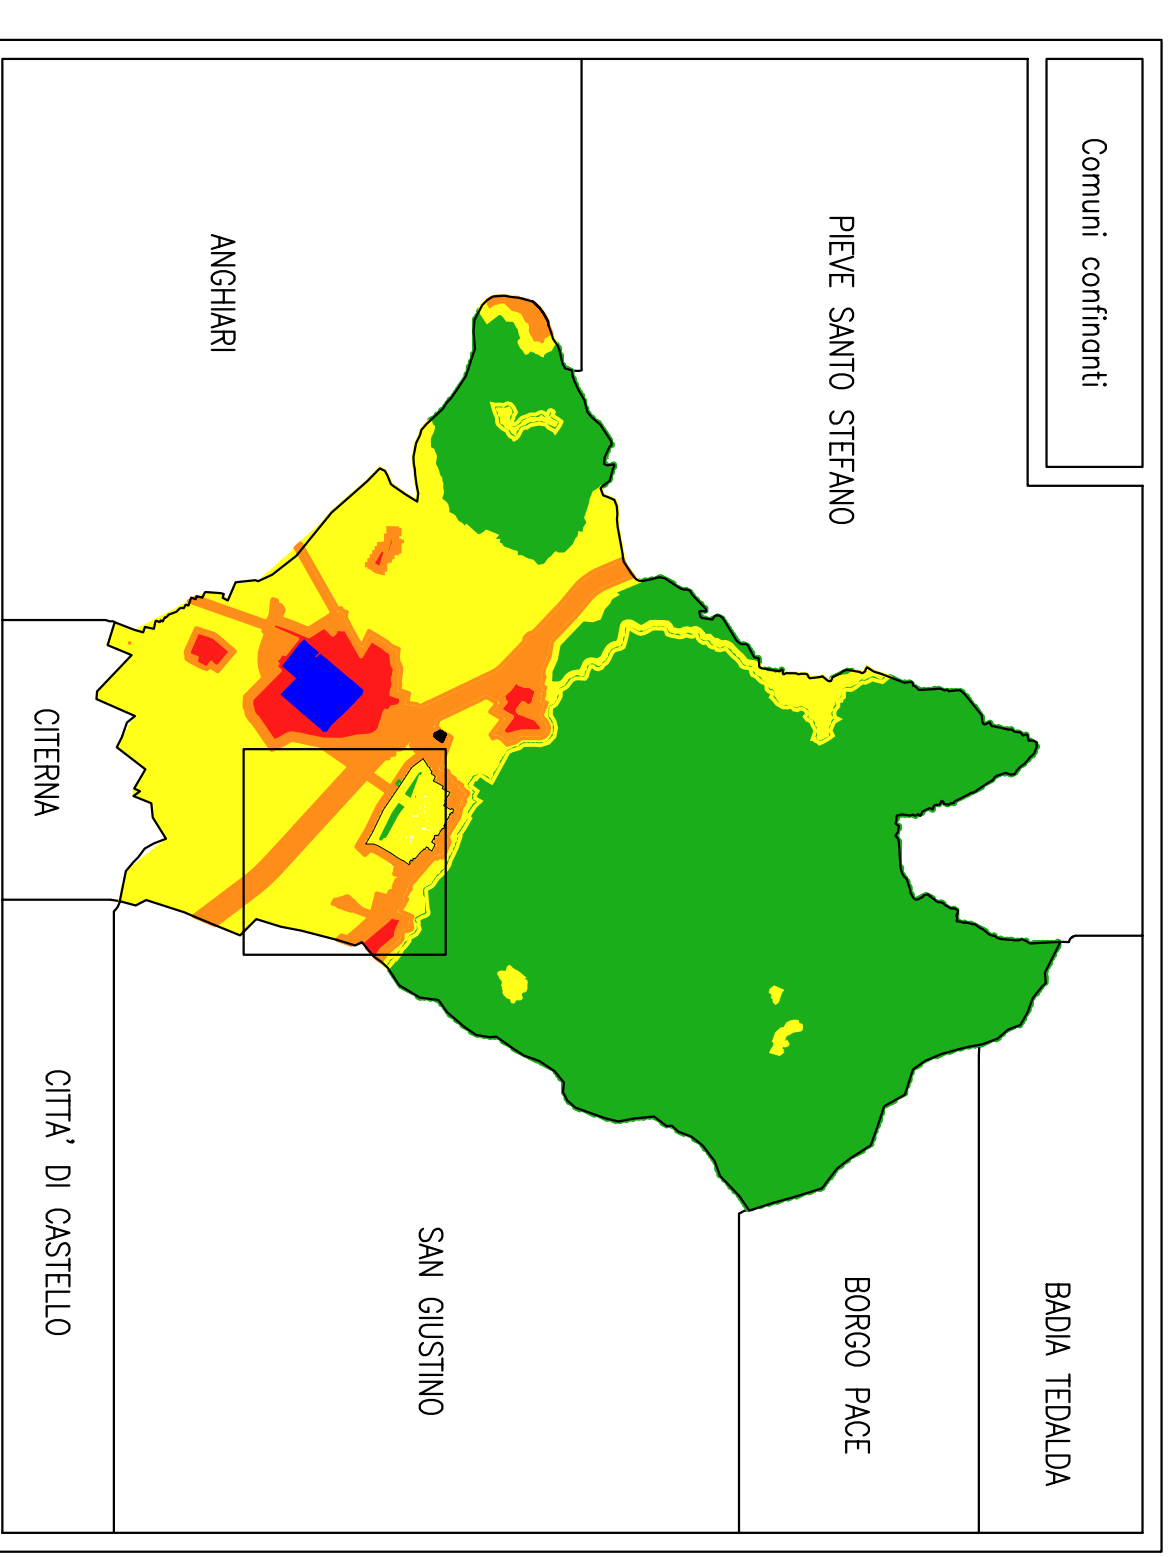 Comuni confinanti
PIEVE SANTO STEFANO
BADIA TEDALDA
BORGO PACE
ANGHIARI
SAN GIUSTINO
CITERNA
CITTA' DI CASTELLO